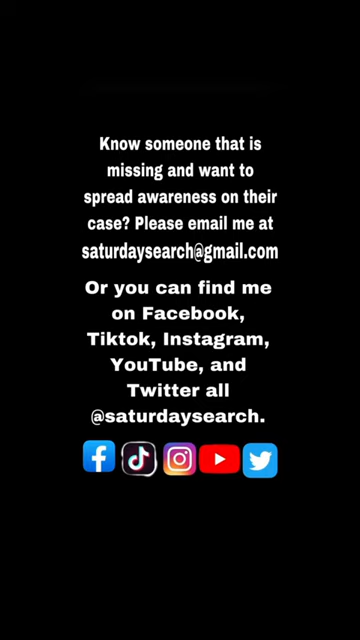 Know someone that is
missing and want to
spread awareness on their
case? Please email me at
saturdaysearch@gmail.com
Or you can find me
on Facebook,
Tiktok, Instagram,
YouTube, and
Twitter all
@saturdaysearch.